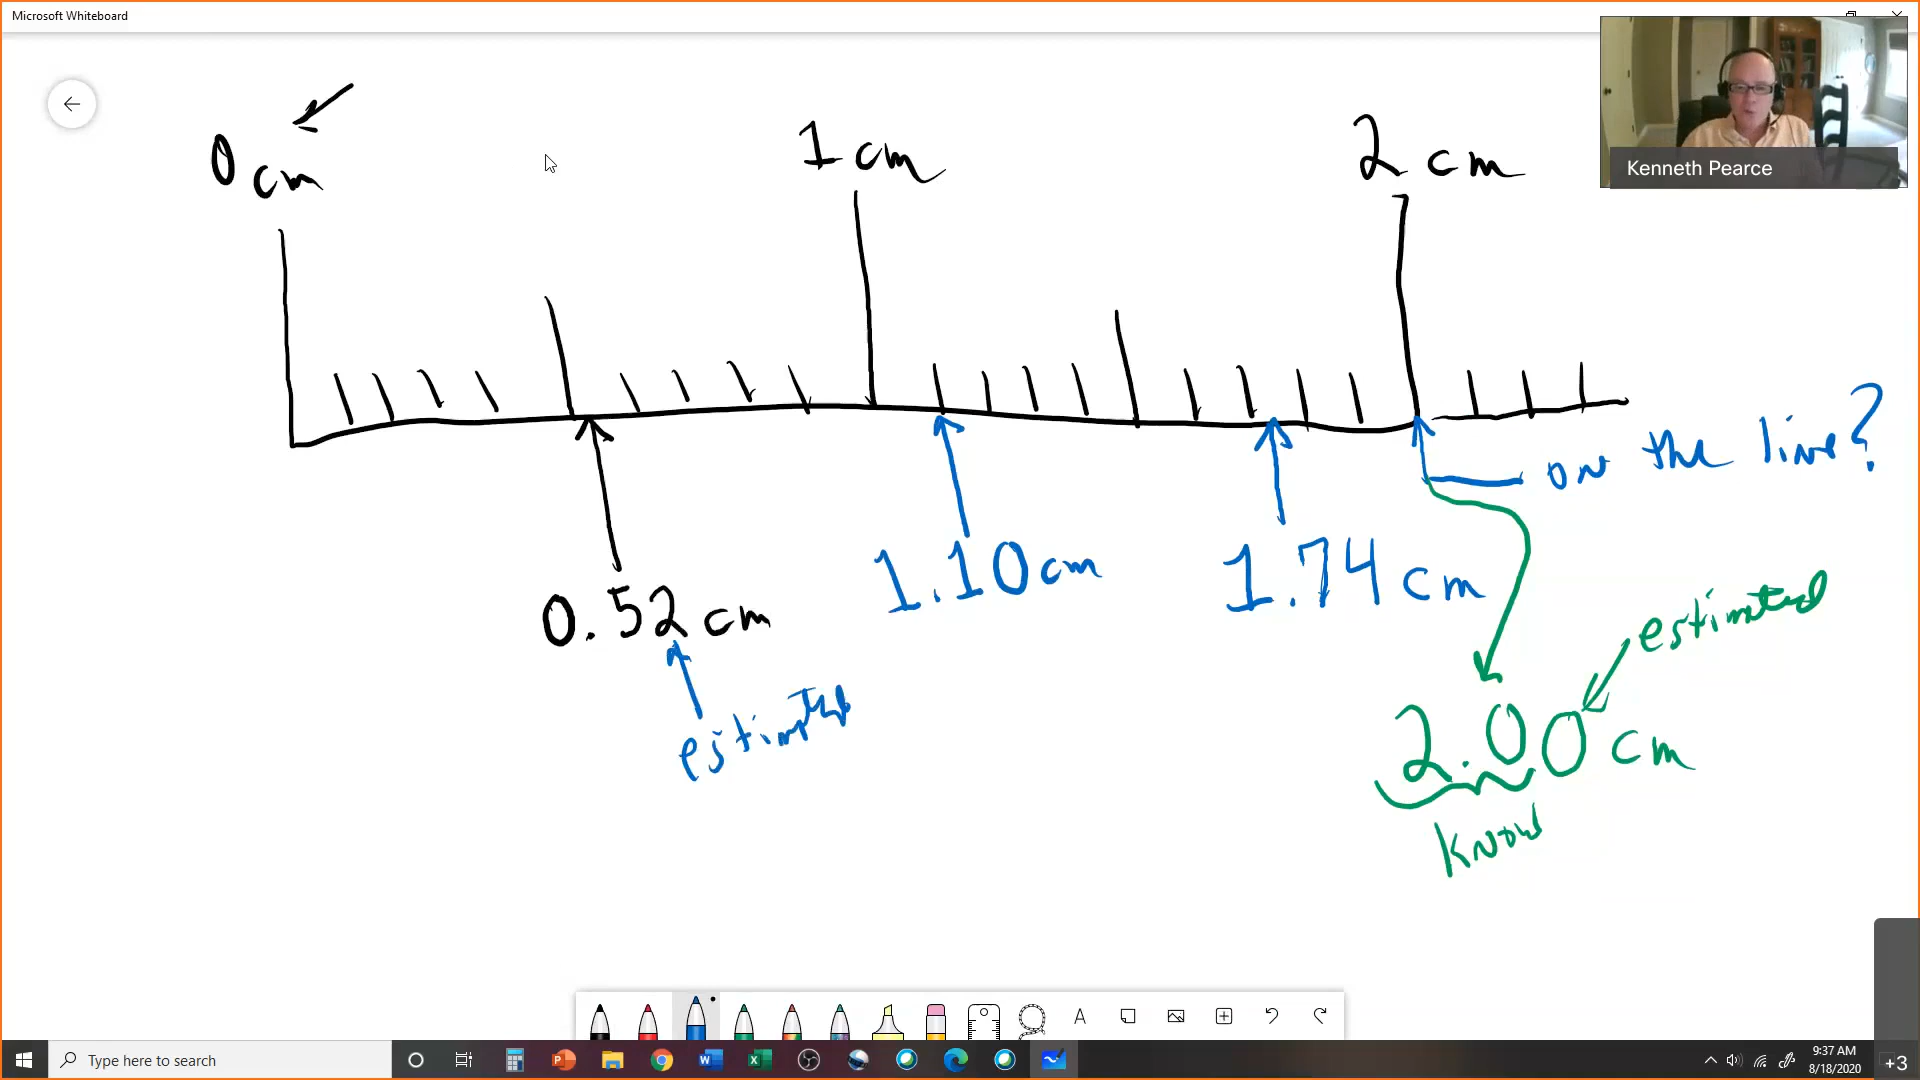 Microsoft Whiteboard
Kenneth Pearce
0 cm
1 cm
2 cm
on the line?
1.10 cm
1.74 cm
0.52 cm
estimated
estimated
2.00 cm
know
A
Type here to search
9:37 AM
8/18/2020
+3